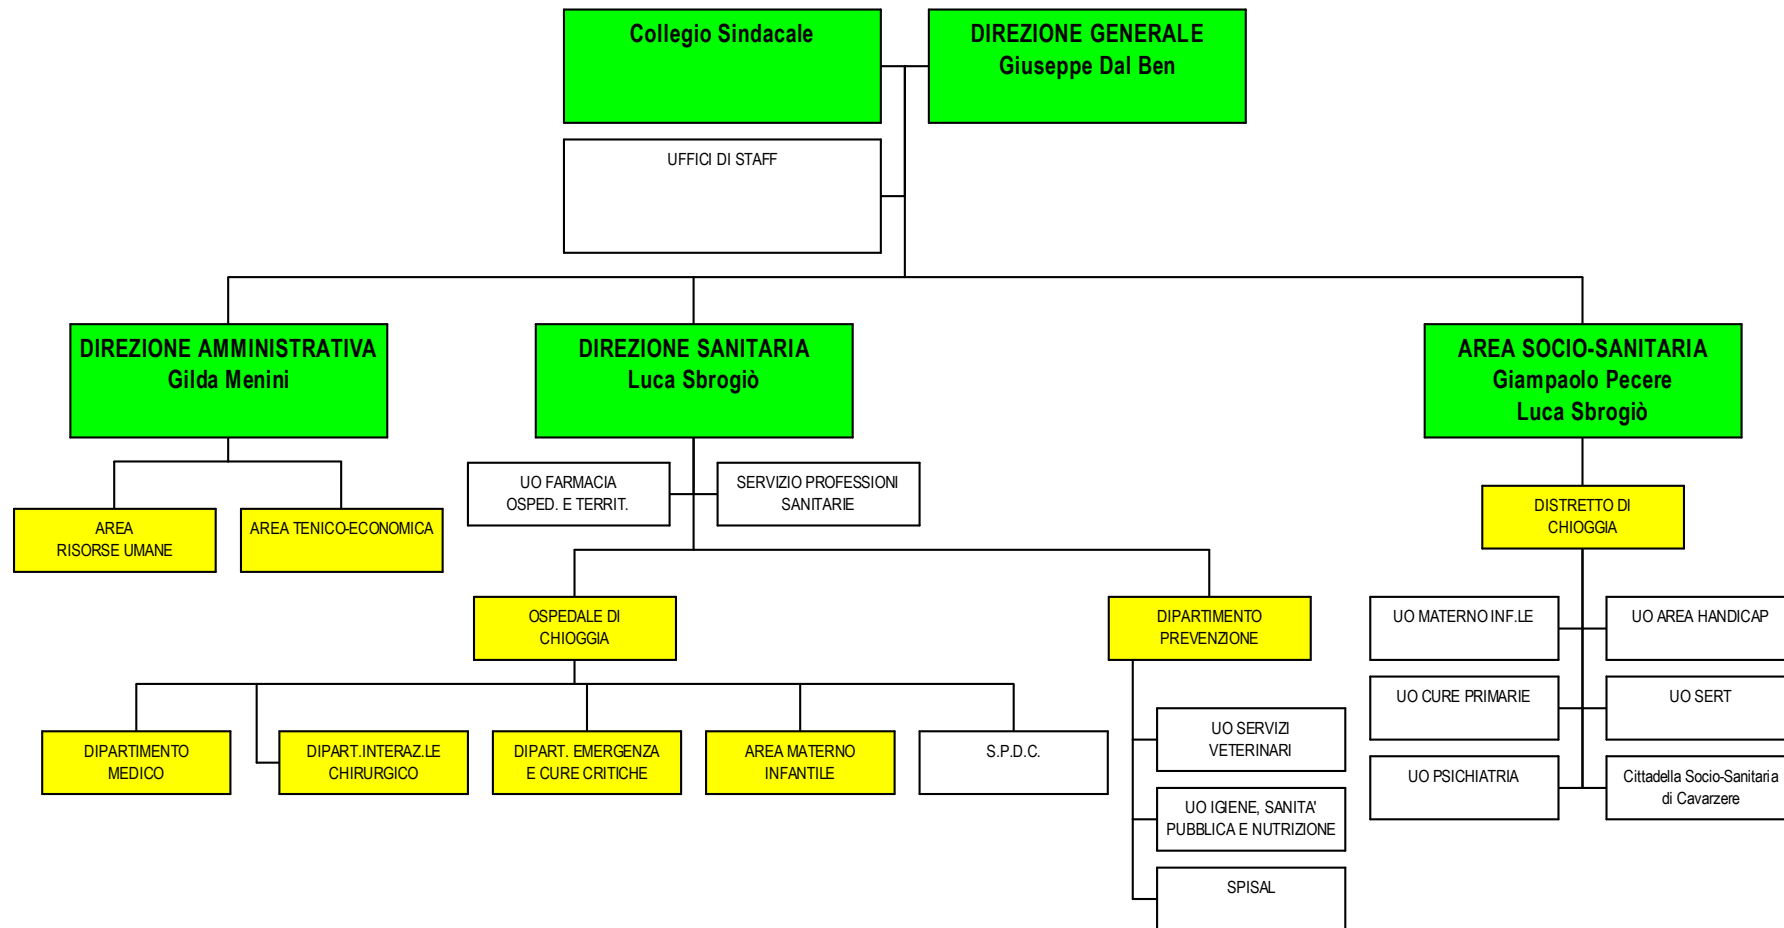 Collegio Sindacale
DIREZIONE GENERALE
Giuseppe Dal Ben
UFFICI DI STAFF
DIREZIONE AMMINISTRATIVA
Gilda Menini
DIREZIONE SANITARIA
Luca Sbrogiò
AREA SOCIO-SANITARIA
Giampaolo Pecere
Luca Sbrogiò
AREA
RISORSE UMANE
AREA TENICO-ECONOMICA
UO FARMACIA
OSPED. E TERRIT.
SERVIZIO PROFESSIONI
SANITARIE
DISTRETTO DI
CHIOGGIA
OSPEDALE DI
CHIOGGIA
DIPARTIMENTO
PREVENZIONE
UO MATERNO INF.LE
UO AREA HANDICAP
UO CURE PRIMARIE
UO SERT
UO PSICHIATRIA
Cittadella Socio-Sanitaria
di Cavarzere
DIPARTIMENTO
MEDICO
DIPART.INTERAZ.LE
CHIRURGICO
DIPART. EMERGENZA
E CURE CRITICHE
AREA MATERNO
INFANTILE
S.P.D.C.
UO SERVIZI
VETERINARI
UO IGIENE, SANITA'
PUBBLICA E NUTRIZIONE
SPISAL